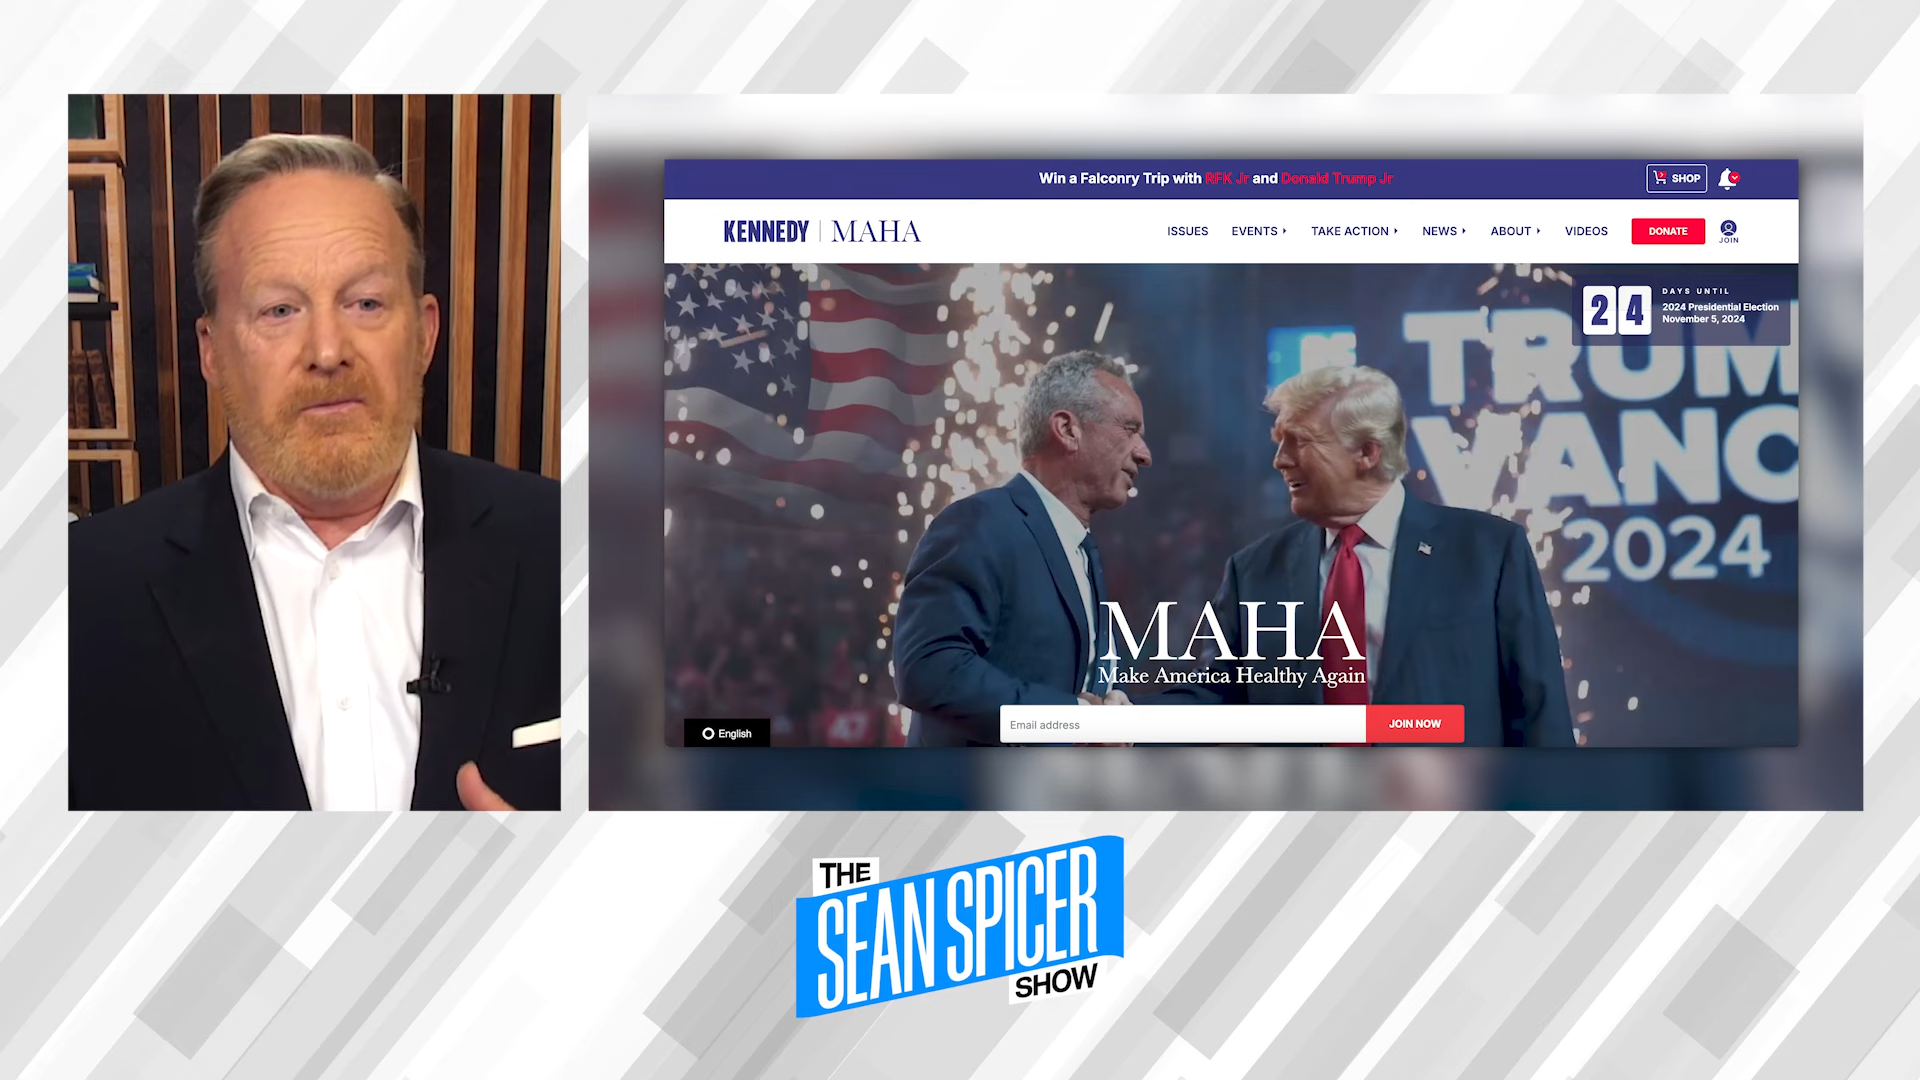 Win a Falconry Trip with RFK Jr and Donald Trump Jr
SHOP
KENNEDY | MAHA
ISSUES
EVENTS
TAKE ACTION
NEWS
ABOUT
VIDEOS
DONATE
JOIN
24
DAYS UNTIL
2024 Presidential Election
November 5, 2024
TRUM
VANC
2024
MAHA
Make America Healthy Again
Email address
JOIN NOW
English
47
THE
SEAN SPICER
SHOW